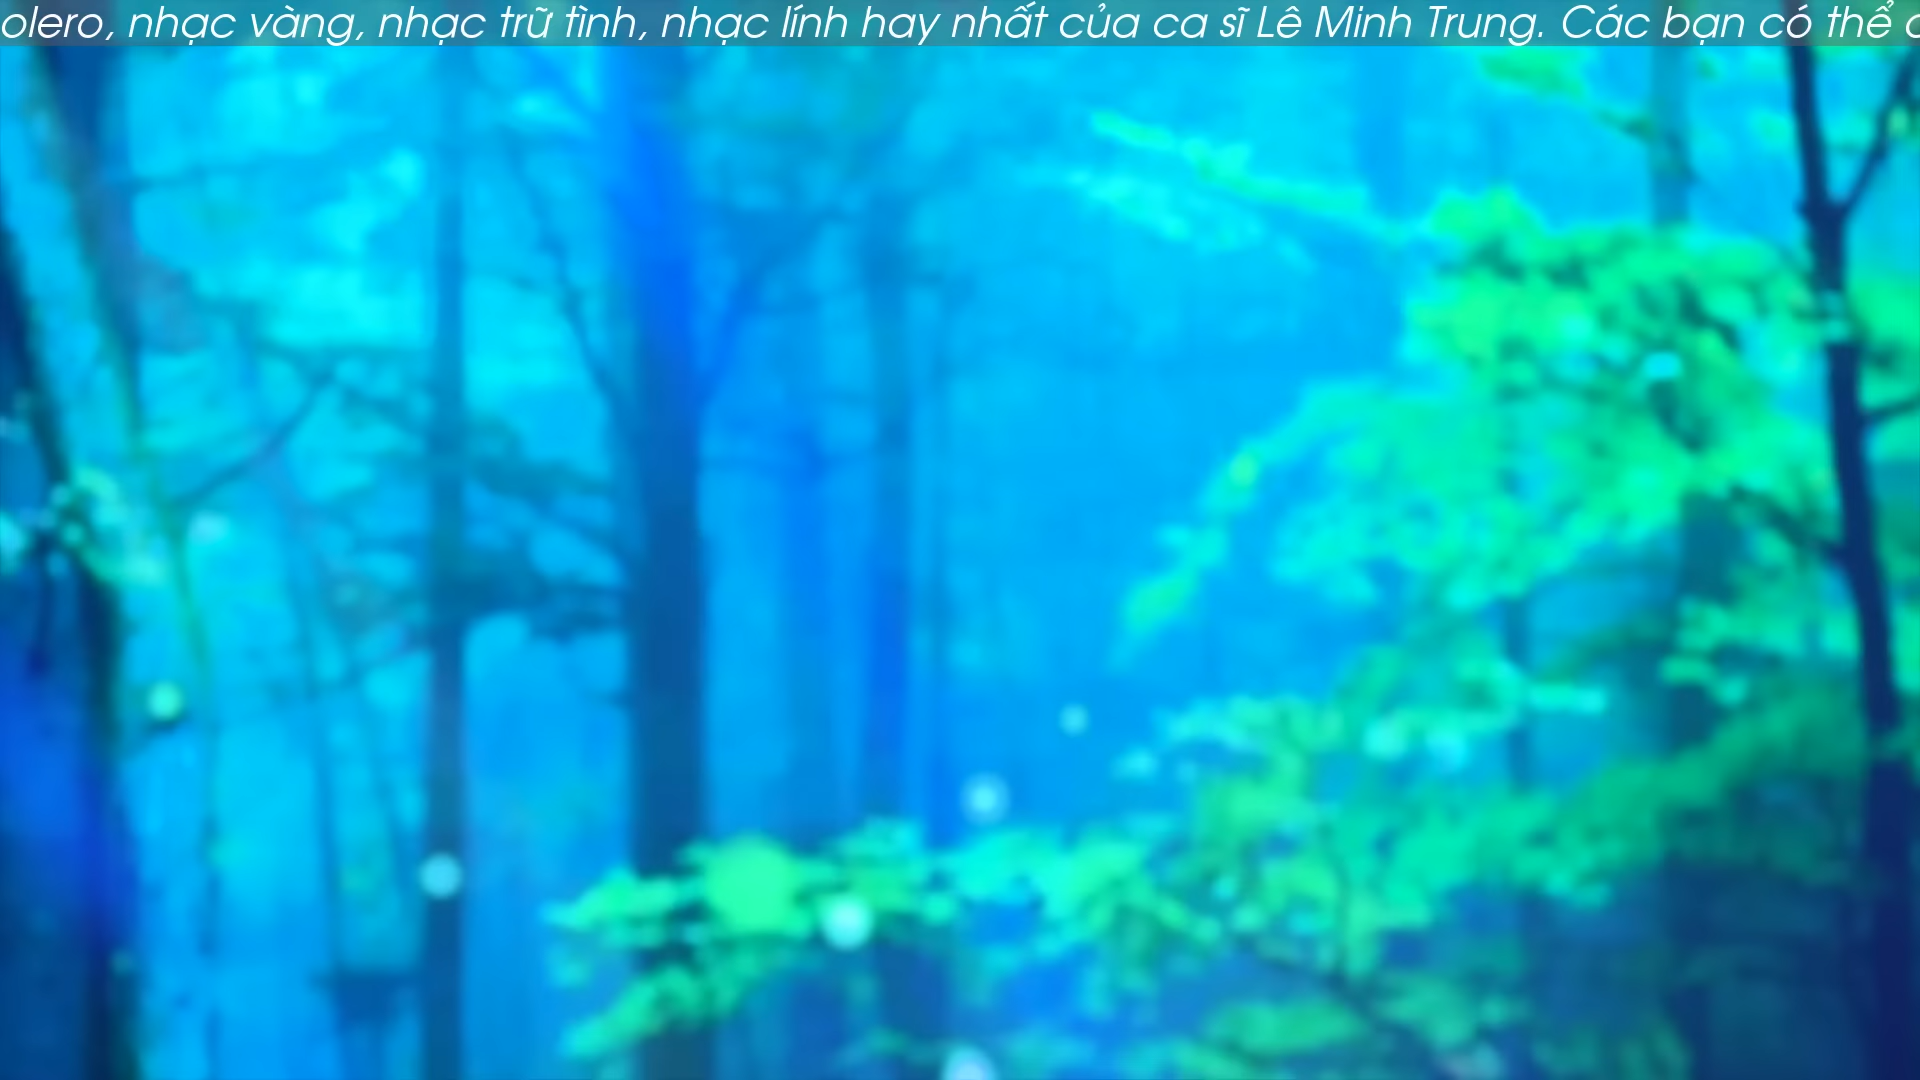 olero, nhạc vàng, nhạc trữ tình, nhạc lính hay nhất của ca sĩ Lê Minh Trung. Các bạn có thể